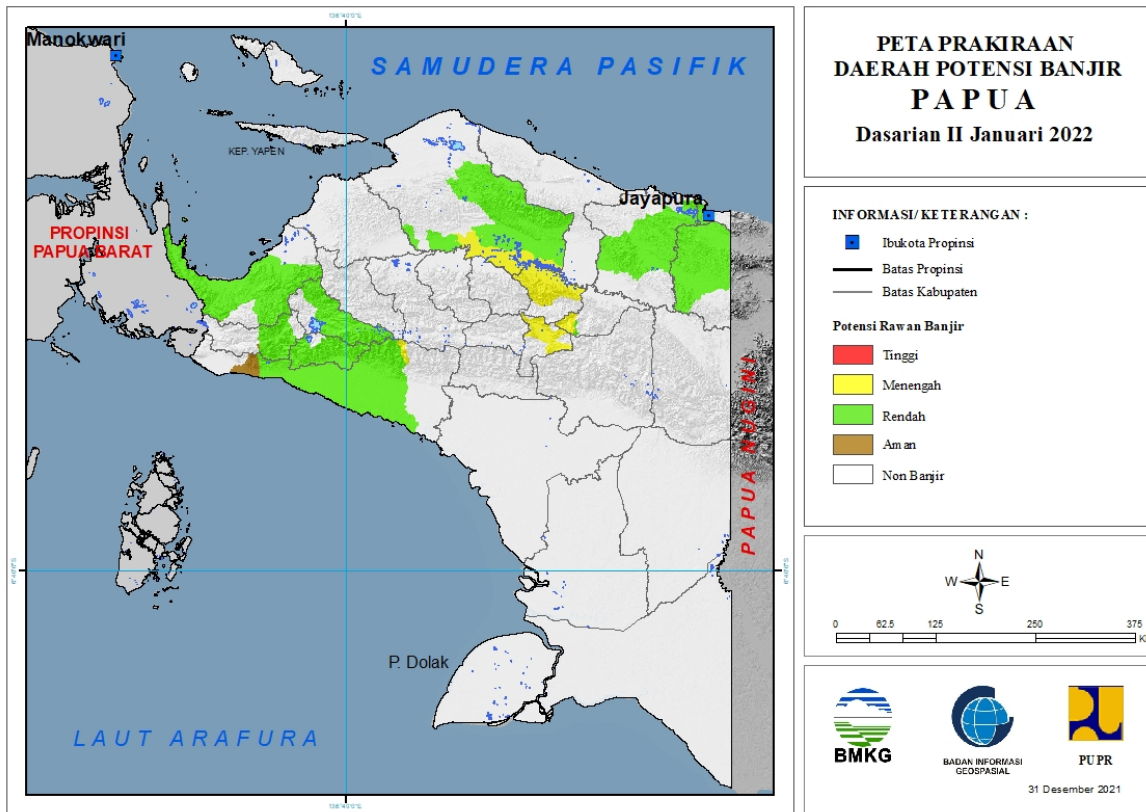 PETA PRAKIRAAN
DAERAH POTENSI BANJIR
PAPUA
Dasarian II Januari 2022
Manokwari
SAMUDERA PASIFIK
KEP. YAPEN
Jayapura
PROPINSI
PAPUA BARAT
PAPUA NUGINI
P. Dolak
LAUT ARAFURA
INFORMASI/ KETERANGAN :
Ibukota Propinsi
Batas Propinsi
Batas Kabupaten
Potensi Rawan Banjir
Tinggi
Menengah
Rendah
Aman
Non Banjir
N
W E
S
0 62.5 125 250 375
BMKG
BADAN INFORMASI
GEOSPASIAL
PUPR
31 Desember 2021